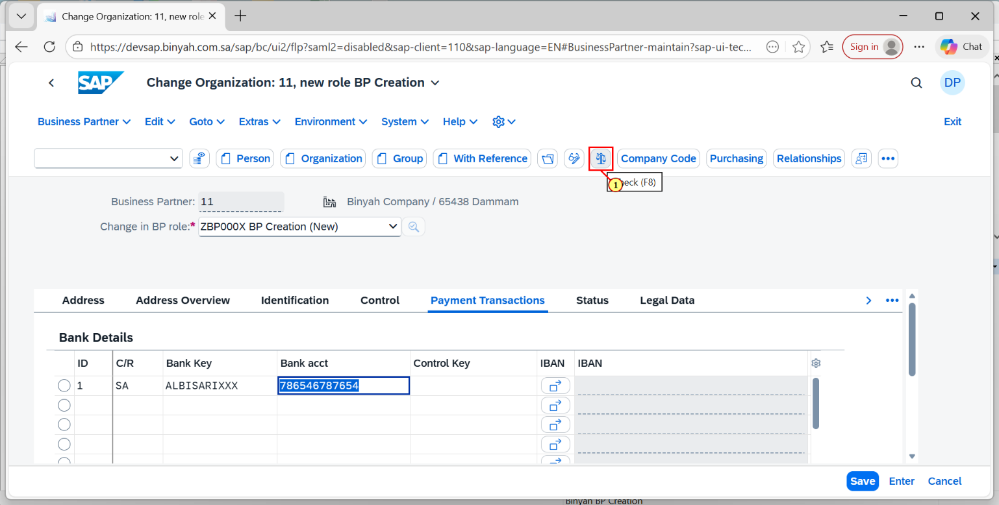 Change Organization: 11, new role
https://devsap.binyah.com.sa/sap/bc/ui2/flp?saml2=disabled&sap-client=110&sap-language=EN#BusinessPartner-maintain?sap-ui-tec...
Sign in
Chat
SAP
Change Organization: 11, new role BP Creation
DP
Business Partner
Edit
Goto
Extras
Environment
System
Help
Exit
Person
Organization
Group
With Reference
Company Code
Purchasing
Relationships
1
(F8)
Business Partner: 11
Binyah Company / 65438 Dammam
Change in BP role:* ZBP000X BP Creation (New)
Address
Address Overview
Identification
Control
Payment Transactions
Status
Legal Data
Bank Details
ID C/R Bank Key Bank acct Control Key IBAN IBAN
1 SA ALBISARIXXX 786546787654
Save
Enter
Cancel
Binyah BP Creation